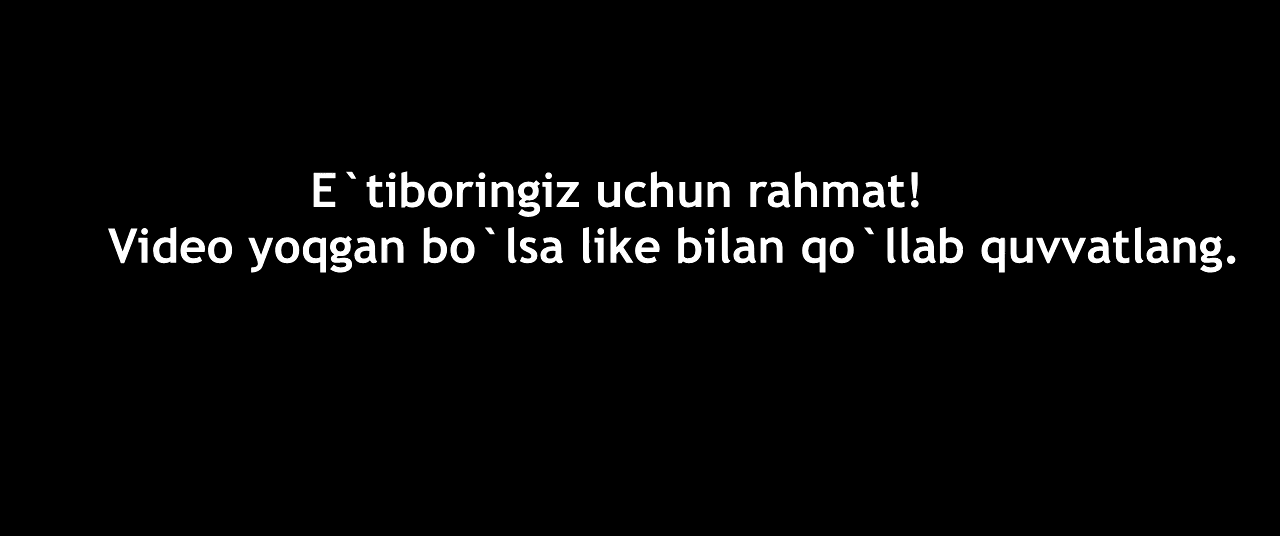 E`tiboringiz uchun rahmat!
Video yoqgan bo`lsa like bilan qo`llab quvvatlang.